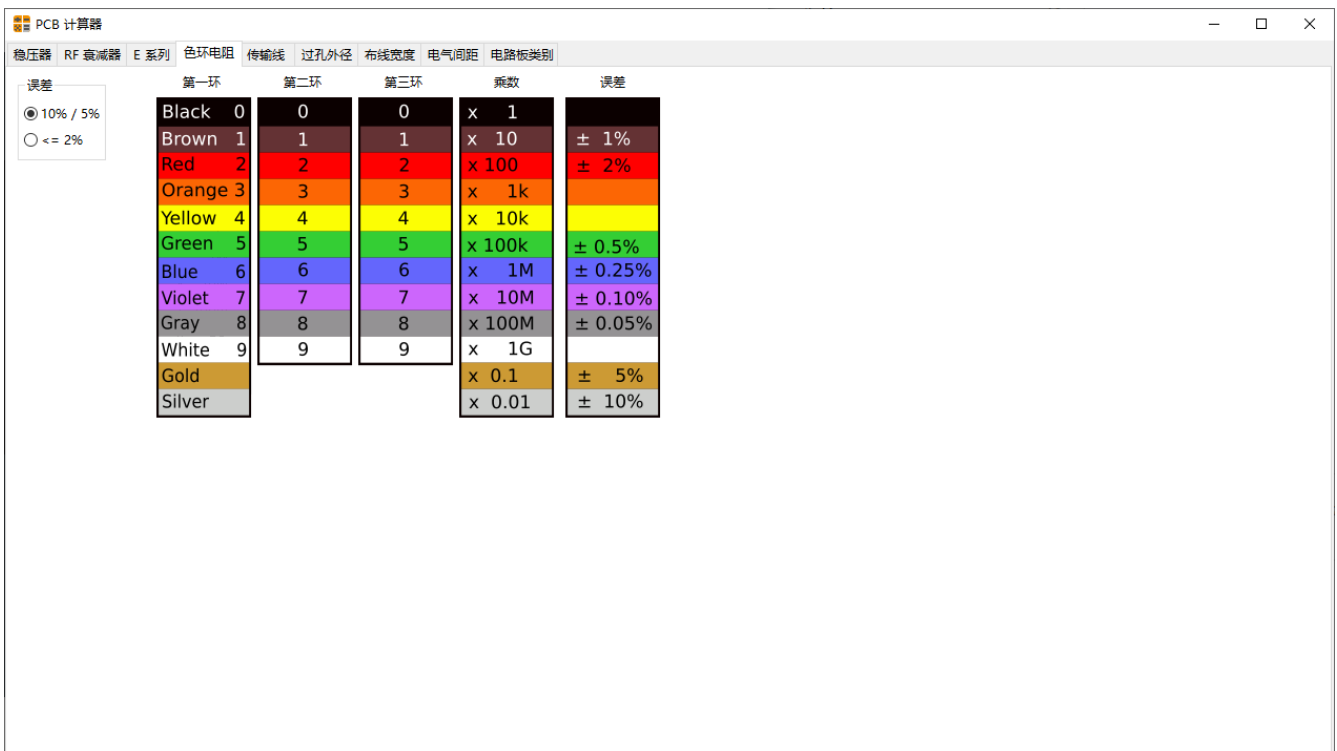 PCB 计算器
稳压器 RF 衰减器 E 系列 色环电阻 传输线 过孔外径 布线宽度 电气间距 电路板类别
误差 第一环 第二环 第三环 乘数 误差
10% / 5%
<= 2%
Black 0 0 0 x 1
Brown 1 1 1 x 10 ± 1%
Red 2 2 2 x 100 ± 2%
Orange 3 3 3 x 1k
Yellow 4 4 4 x 10k
Green 5 5 5 x 100k ± 0.5%
Blue 6 6 6 x 1M ± 0.25%
Violet 7 7 7 x 10M ± 0.10%
Gray 8 8 8 x 100M ± 0.05%
White 9 9 9 x 1G
Gold x 0.1 ± 5%
Silver x 0.01 ± 10%